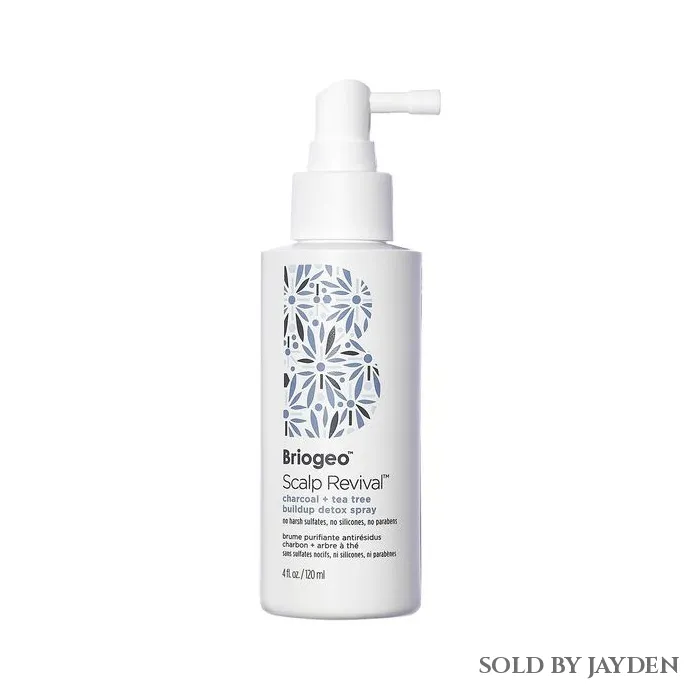 Briogeo™
Scalp Revival™
charcoal + tea tree
buildup detox spray
no harsh sulfates, no silicones, no parabens
brume purifiante antirésidus
charbon + arbre à thé
sans sulfates nocifs, ni silicones, ni parabènes
4 fl. oz. / 120 ml
SOLD BY JAYDEN